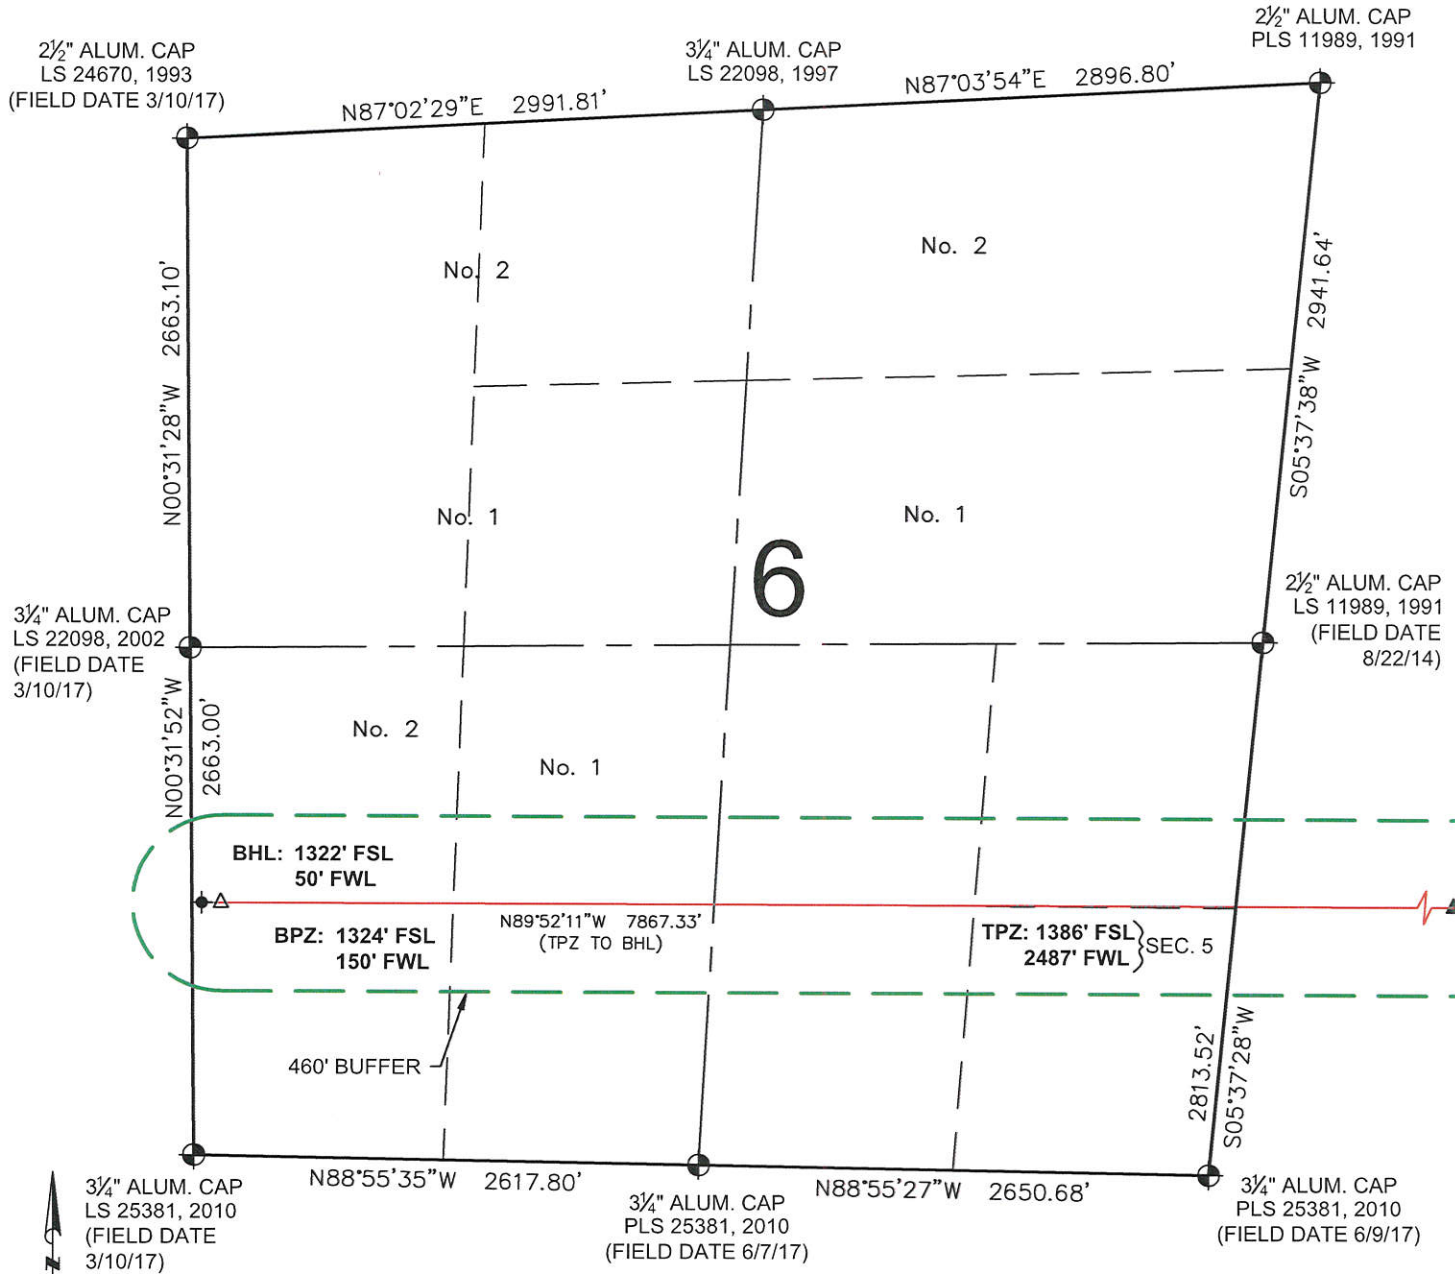 2½" ALUM. CAP
PLS 11989, 1991
2½" ALUM. CAP
LS 24670, 1993
(FIELD DATE 3/10/17)
3¼" ALUM. CAP
LS 22098, 1997
N87°02'29"E 2991.81'
N87°03'54"E 2896.80'
N00°31'28"W 2663.10'
S05°37'38"W 2941.64'
No. 2
No. 2
No. 1
No. 1
6
3¼" ALUM. CAP
LS 22098, 2002
(FIELD DATE
3/10/17)
2½" ALUM. CAP
LS 11989, 1991
(FIELD DATE
8/22/14)
N00°31'52"W
2663.00'
No. 2
No. 1
BHL: 1322' FSL
50' FWL
BPZ: 1324' FSL
150' FWL
N89°52'11"W 7867.33'
(TPZ TO BHL)
TPZ: 1386' FSL
2487' FWL
SEC. 5
460' BUFFER
2813.52'
S05°37'28"W
N88°55'35"W 2617.80'
N88°55'27"W 2650.68'
3¼" ALUM. CAP
LS 25381, 2010
(FIELD DATE
3/10/17)
3¼" ALUM. CAP
PLS 25381, 2010
(FIELD DATE 6/7/17)
3¼" ALUM. CAP
PLS 25381, 2010
(FIELD DATE 6/9/17)
N